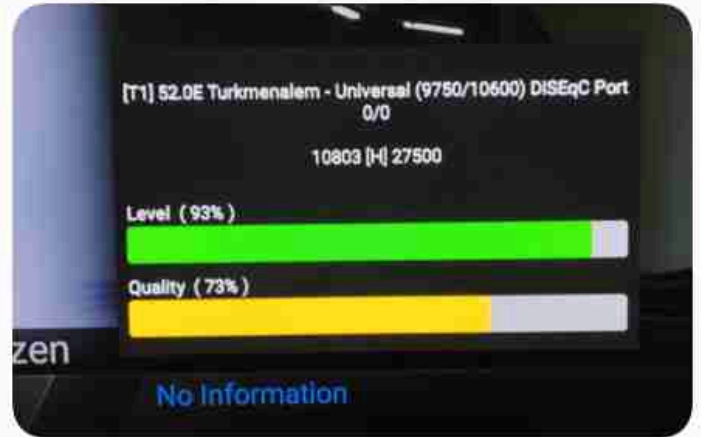 [T1] 52.0E Turkmenalem - Universal (9750/10600) DISEqC Port
0/0
10803 [H] 27500
Level ( 93% )
Quality ( 73% )
zen
No Information